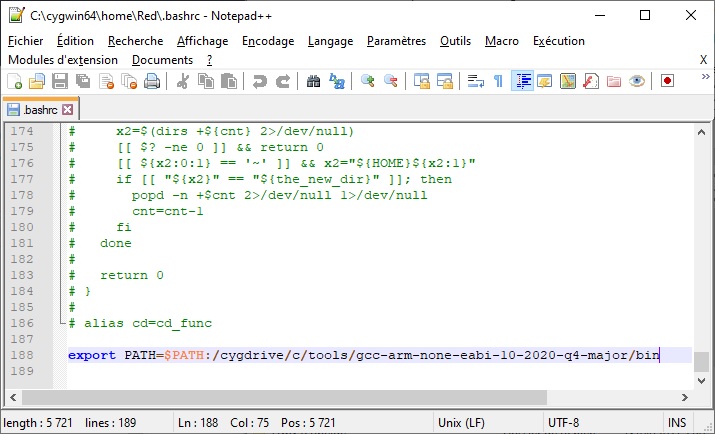 C:\cygwin64\home\Red\.bashrc - Notepad++
Fichier Édition Recherche Affichage Encodage Langage Paramètres Outils Macro Exécution
Modules d'extension Documents ? X
.bashrc
174 #     x2=$(dirs +${cnt} 2>/dev/null)
175 #     [[ $? -ne 0 ]] && return 0
176 #     [[ ${x2:0:1} == '~' ]] && x2="${HOME}${x2:1}"
177 #     if [[ "${x2}" == "${the_new_dir}" ]]; then
178 #       popd -n +$cnt 2>/dev/null 1>/dev/null
179 #       cnt=cnt-1
180 #     fi
181 #   done
182 #
183 #   return 0
184 # }
185 #
186 # alias cd=cd_func
187
188 export PATH=$PATH:/cygdrive/c/tools/gcc-arm-none-eabi-10-2020-q4-major/bin
189
length : 5 721 lines : 189 Ln : 188 Col : 75 Pos : 5 721 Unix (LF) UTF-8 INS